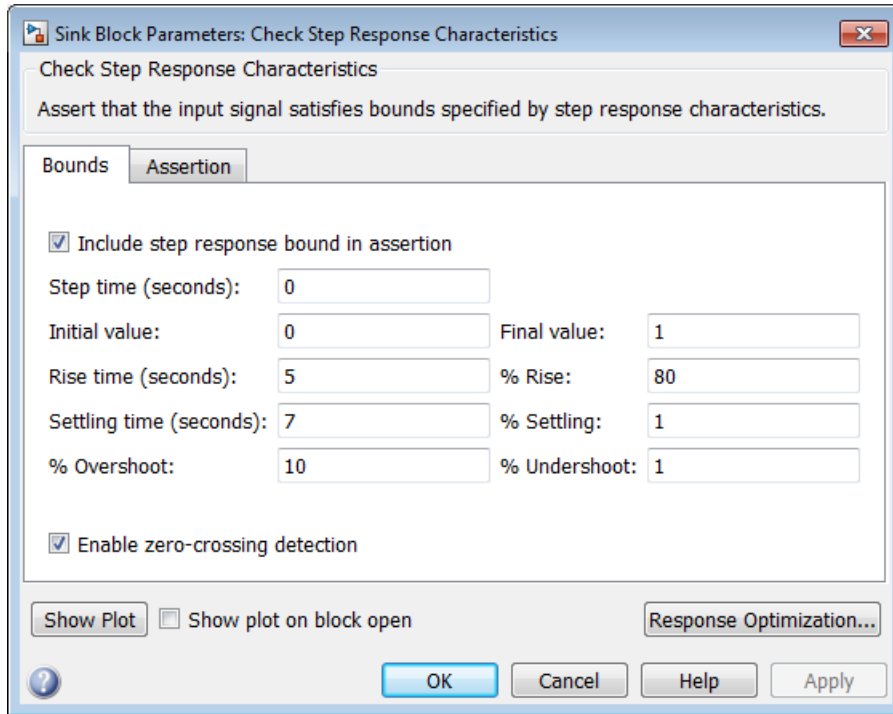 Sink Block Parameters: Check Step Response Characteristics
Check Step Response Characteristics
Assert that the input signal satisfies bounds specified by step response characteristics.
Bounds Assertion
Include step response bound in assertion
Step time (seconds): 0
Initial value: 0 Final value: 1
Rise time (seconds): 5 % Rise: 80
Settling time (seconds): 7 % Settling: 1
% Overshoot: 10 % Undershoot: 1
Enable zero-crossing detection
Show Plot Show plot on block open Response Optimization...
? OK Cancel Help Apply